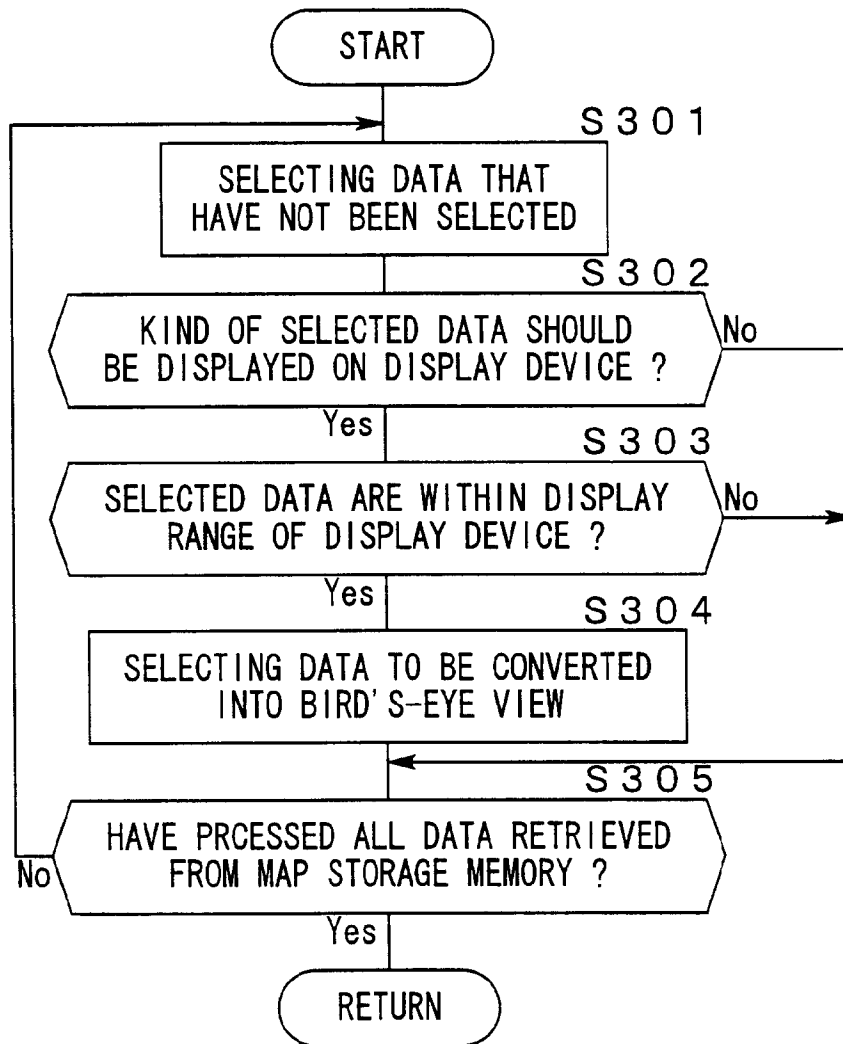 START
S301
SELECTING DATA THAT
HAVE NOT BEEN SELECTED
S302
KIND OF SELECTED DATA SHOULD
BE DISPLAYED ON DISPLAY DEVICE ?
No
Yes
S303
SELECTED DATA ARE WITHIN DISPLAY
RANGE OF DISPLAY DEVICE ?
No
Yes
S304
SELECTING DATA TO BE CONVERTED
INTO BIRD'S-EYE VIEW
S305
HAVE PRCESSED ALL DATA RETRIEVED
FROM MAP STORAGE MEMORY ?
No
Yes
RETURN